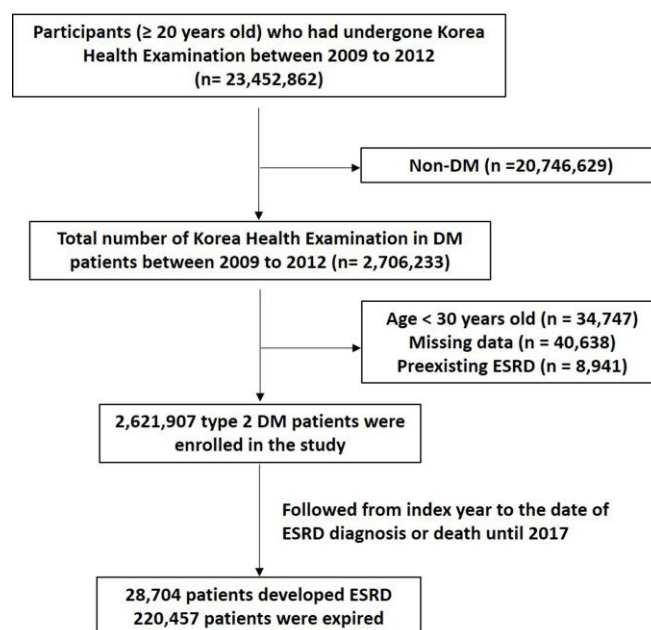 Participants (≥ 20 years old) who had undergone Korea
Health Examination between 2009 to 2012
(n= 23,452,862)
Non-DM (n =20,746,629)
Total number of Korea Health Examination in DM
patients between 2009 to 2012 (n= 2,706,233)
Age < 30 years old (n = 34,747)
Missing data (n = 40,638)
Preexisting ESRD (n = 8,941)
2,621,907 type 2 DM patients were
enrolled in the study
Followed from index year to the date of
ESRD diagnosis or death until 2017
28,704 patients developed ESRD
220,457 patients were expired